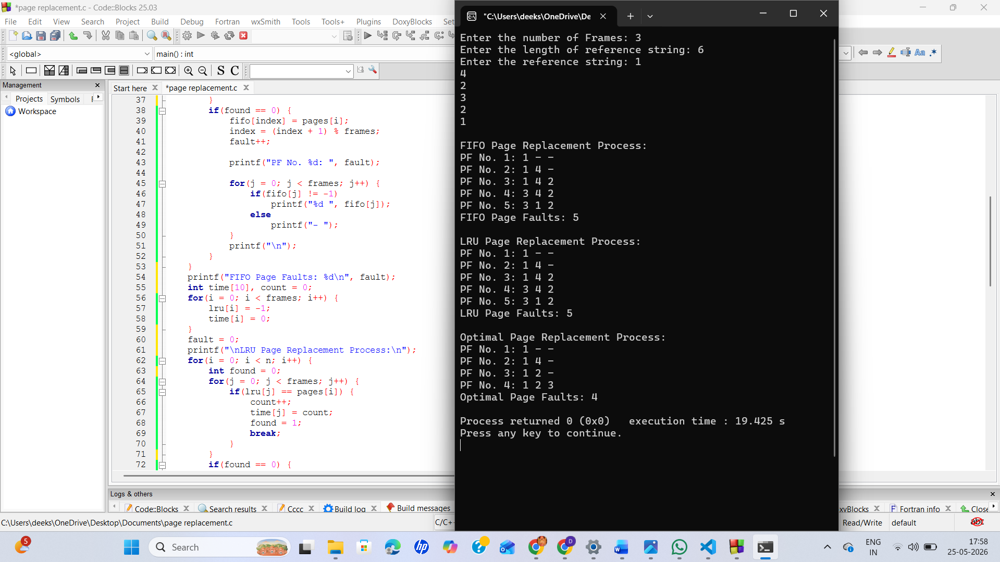 *page replacement.c - Code::Blocks 25.03
File Edit View Search Project Build Debug Fortran wxSmith Tools Tools+ Plugins DoxyBlocks
<global>
main() : int
S C
Management
Projects Symbols
Workspace
Start here
*page replacement.c
37 }
38 if(found == 0) {
39 fifo[index] = pages[i];
40 index = (index + 1) % frames;
41 fault++;
42
43 printf("PF No. %d: ", fault);
44
45 for(j = 0; j < frames; j++) {
46 if(fifo[j] != -1)
47 printf("%d ", fifo[j]);
48 else
49 printf("- ");
50 }
51 printf("\n");
52 }
53 }
54 printf("FIFO Page Faults: %d\n", fault);
55 int time[10], count = 0;
56 for(i = 0; i < frames; i++) {
57 lru[i] = -1;
58 time[i] = 0;
59 }
60 fault = 0;
61 printf("\nLRU Page Replacement Process:\n");
62 for(i = 0; i < n; i++) {
63 int found = 0;
64 for(j = 0; j < frames; j++) {
65 if(lru[j] == pages[i]) {
66 count++;
67 time[j] = count;
68 found = 1;
69 break;
70 }
71 }
72 if(found == 0) {
"C:\Users\deeks\OneDrive\De
Enter the number of Frames: 3
Enter the length of reference string: 6
Enter the reference string: 1
4
2
3
2
1
FIFO Page Replacement Process:
PF No. 1: 1 - -
PF No. 2: 1 4 -
PF No. 3: 1 4 2
PF No. 4: 3 4 2
PF No. 5: 3 1 2
FIFO Page Faults: 5
LRU Page Replacement Process:
PF No. 1: 1 - -
PF No. 2: 1 4 -
PF No. 3: 1 4 2
PF No. 4: 3 4 2
PF No. 5: 3 1 2
LRU Page Faults: 5
Optimal Page Replacement Process:
PF No. 1: 1 - -
PF No. 2: 1 4 -
PF No. 3: 1 2 -
PF No. 4: 1 2 3
Optimal Page Faults: 4
Process returned 0 (0x0) execution time : 19.425 s
Press any key to continue.
Aa .*
Logs & others
Code::Blocks Search results Cccc Build log Build messages
Fortran info
C:\Users\deeks\OneDrive\Desktop\Documents\page replacement.c
Read/Write default
5
Search
ENG
IN
17:58
25-05-2026